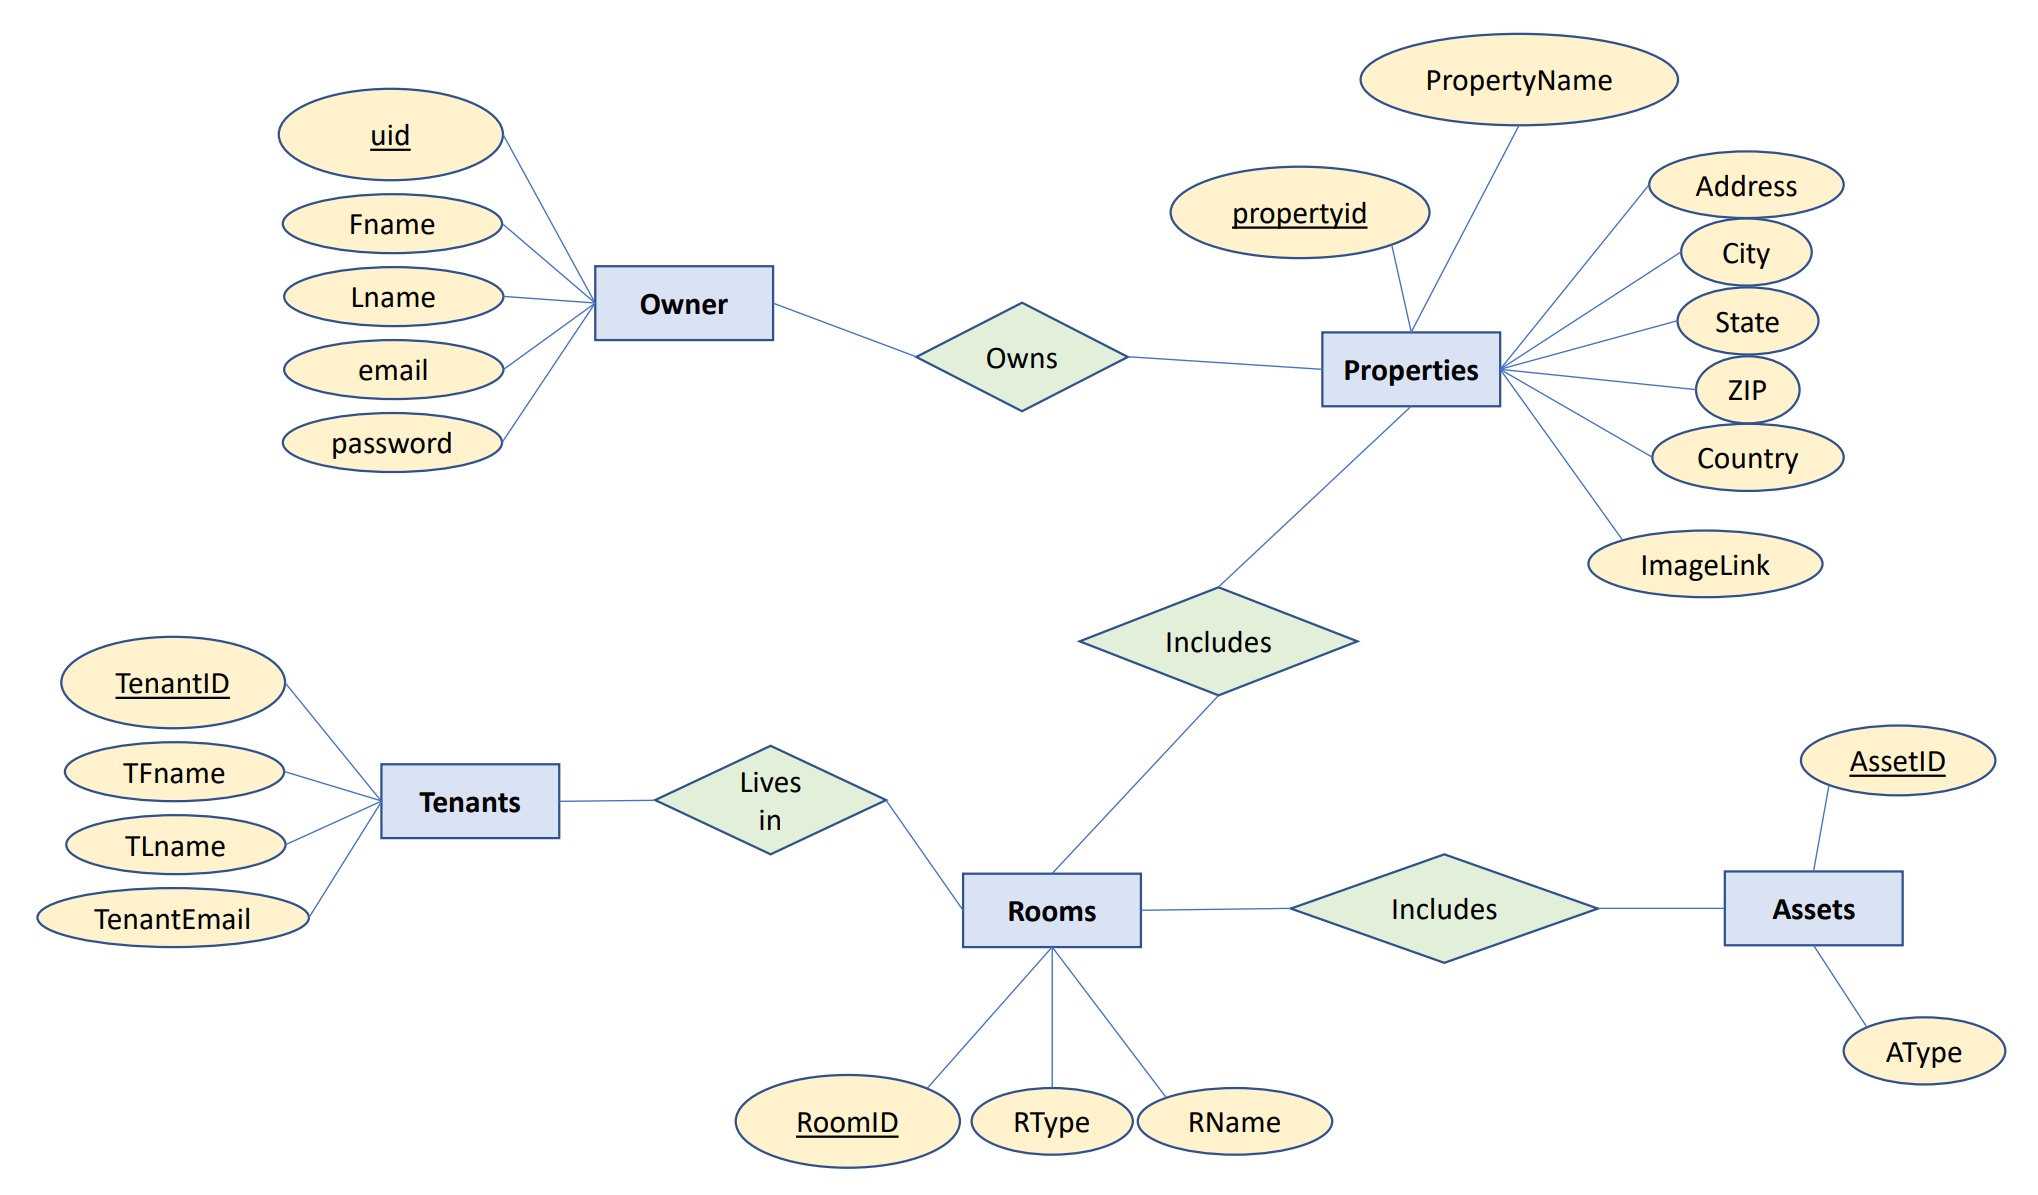 PropertyName
uid
propertyid
Address
Fname
City
Lname
Owner
State
Owns
email
Properties
ZIP
password
Country
ImageLink
Includes
TenantID
TFname
Lives
in
Tenants
TLname
TenantEmail
AssetID
Rooms
Includes
Assets
AType
RoomID
RType
RName